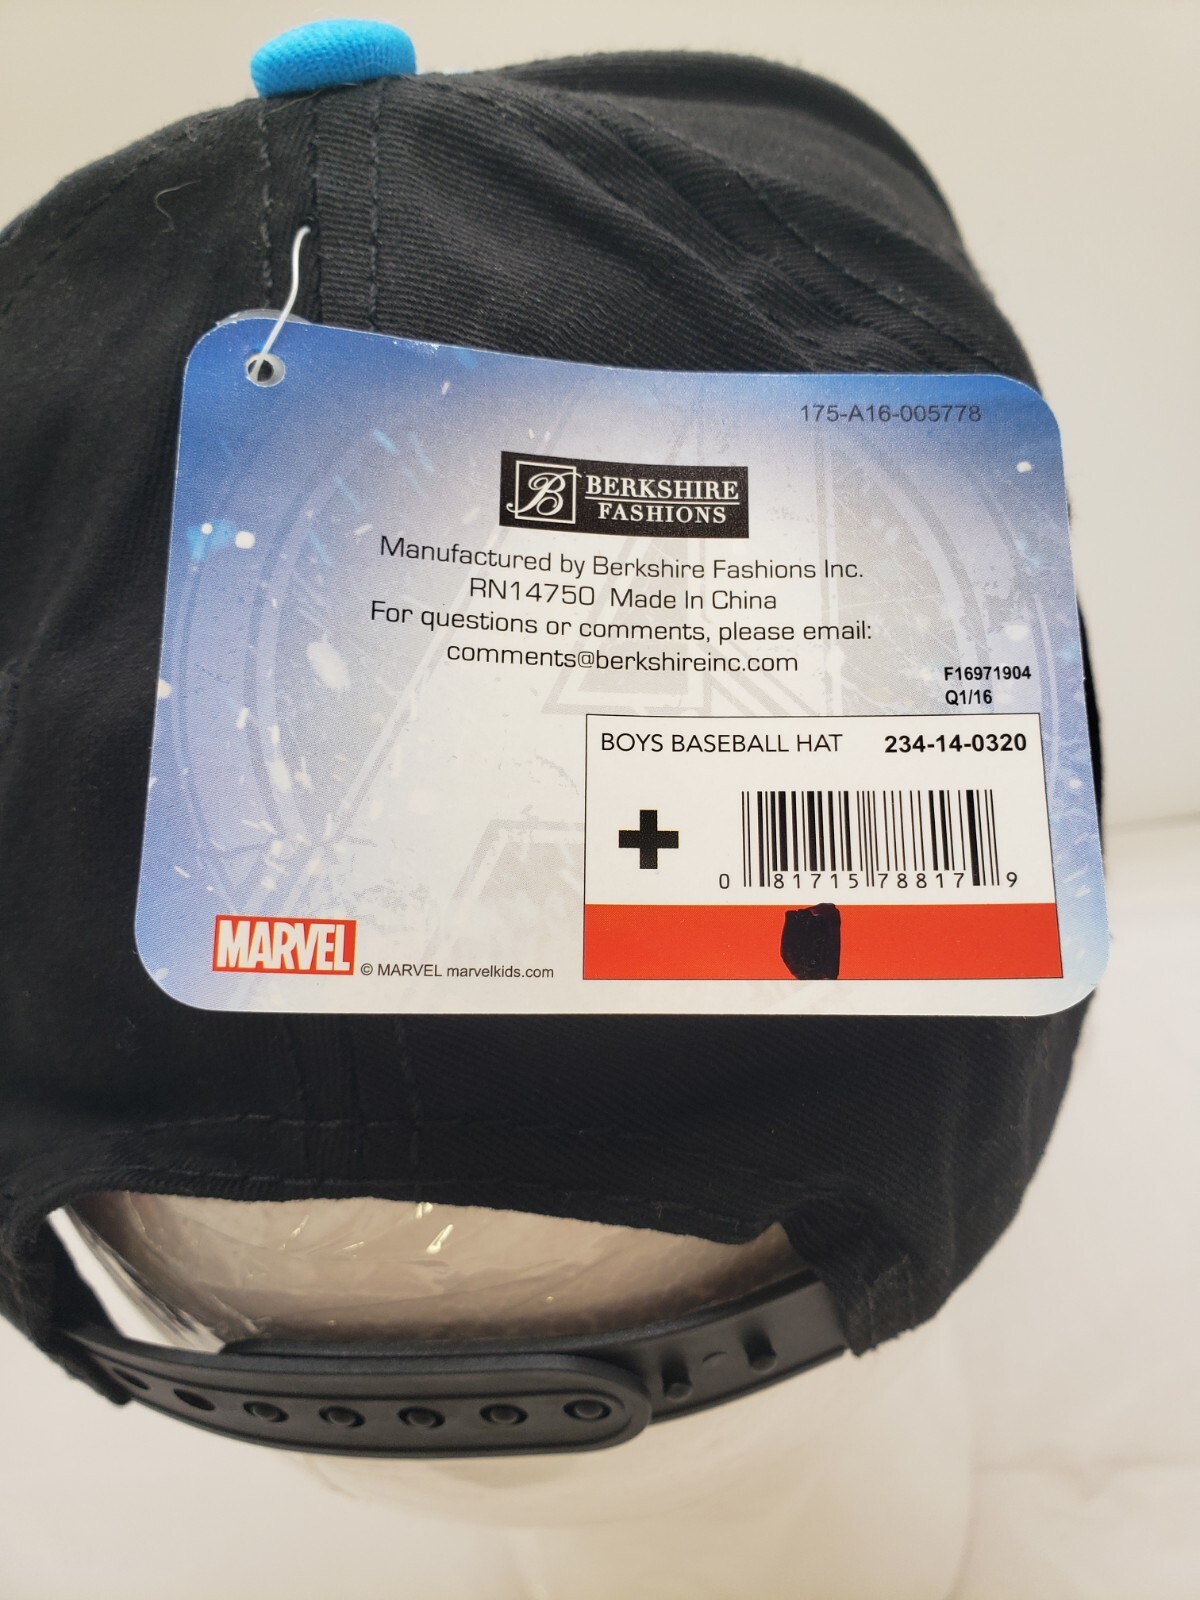 175-A16-005778
B BERKSHIRE
FASHIONS
Manufactured by Berkshire Fashions Inc.
RN14750 Made In China
For questions or comments, please email:
comments@berkshireinc.com
F16971904
Q1/16
BOYS BASEBALL HAT 234-14-0320
0 81715 78817 9
MARVEL © MARVEL marvelkids.com